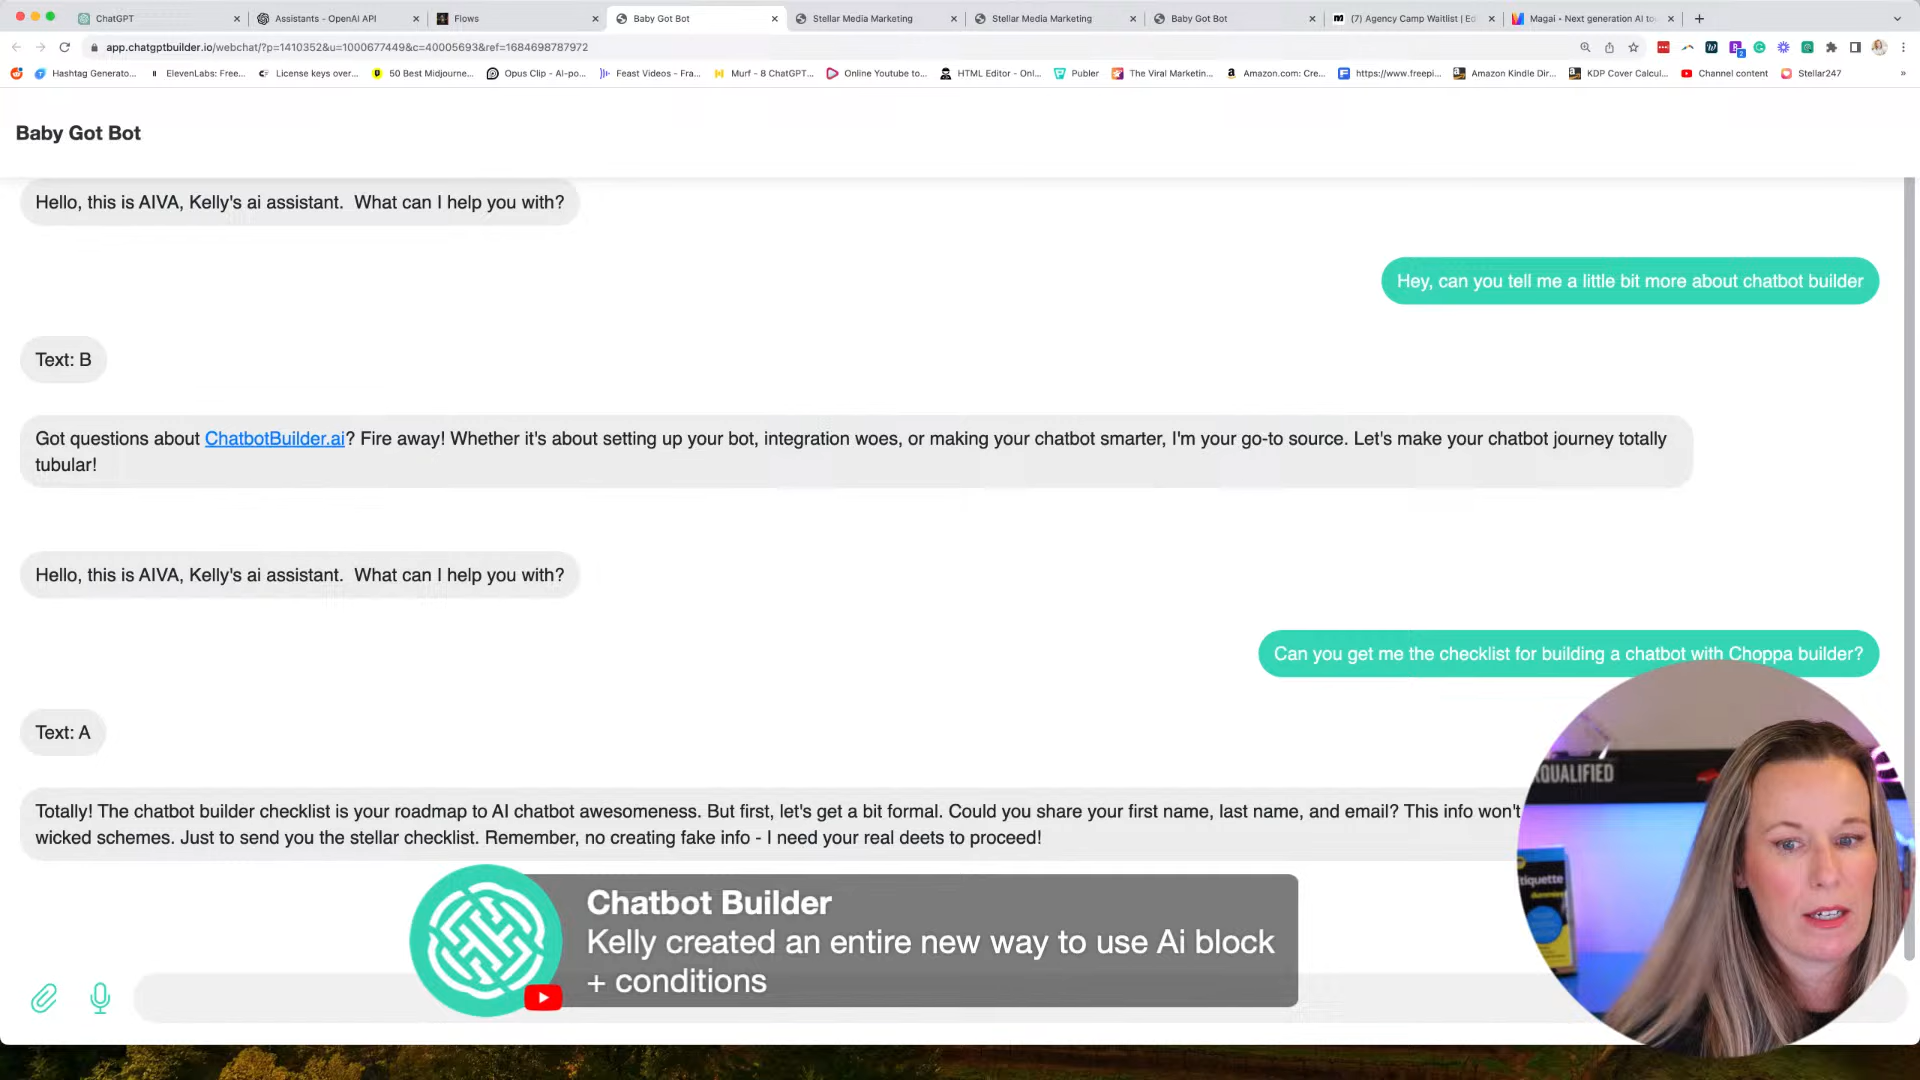 ChatGPT
Assistants - OpenAI API
Flows
Baby Got Bot
Stellar Media Marketing
Stellar Media Marketing
Baby Got Bot
(7) Agency Camp Waitlist | Ed
Magai - Next generation AI to
app.chatgptbuilder.io/webchat/?p=1410352&u=1000677449&c=40005693&ref=1684698787972
Hashtag Generato...
ElevenLabs: Free...
License keys over...
50 Best Midjourne...
Opus Clip - AI-po...
Feast Videos - Fra...
Murf - 8 ChatGPT...
Online Youtube to...
HTML Editor - Onl...
Publer
The Viral Marketin...
Amazon.com: Cre...
https://www.freepi...
Amazon Kindle Dir...
KDP Cover Calcul...
Channel content
Stellar247
Baby Got Bot
Hello, this is AIVA, Kelly's ai assistant.  What can I help you with?
Hey, can you tell me a little bit more about chatbot builder
Text: B
Got questions about ChatbotBuilder.ai? Fire away! Whether it's about setting up your bot, integration woes, or making your chatbot smarter, I'm your go-to source. Let's make your chatbot journey totally
tubular!
Hello, this is AIVA, Kelly's ai assistant.  What can I help you with?
Can you get me the checklist for building a chatbot with Choppa builder?
Text: A
Totally! The chatbot builder checklist is your roadmap to AI chatbot awesomeness. But first, let's get a bit formal. Could you share your first name, last name, and email? This info won't
wicked schemes. Just to send you the stellar checklist. Remember, no creating fake info - I need your real deets to proceed!
QUALIFIED
tiquette
Chatbot Builder
Kelly created an entire new way to use Ai block
+ conditions